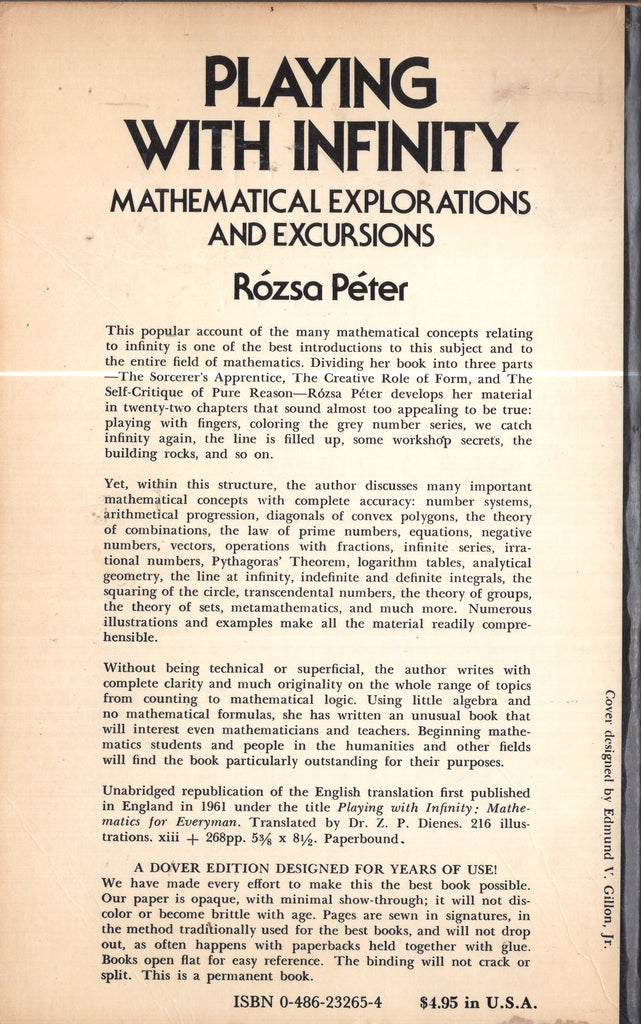 PLAYING
WITH INFINITY
MATHEMATICAL EXPLORATIONS
AND EXCURSIONS
Rózsa Péter
This popular account of the many mathematical concepts relating
to infinity is one of the best introductions to this subject and to
the entire field of mathematics. Dividing her book into three parts
—The Sorcerer's Apprentice, The Creative Role of Form, and The
Self-Critique of Pure Reason—Rózsa Péter develops her material
in twenty-two chapters that sound almost too appealing to be true:
playing with fingers, coloring the grey number series, we catch
infinity again, the line is filled up, some workshop secrets, the
building rocks, and so on.
Yet, within this structure, the author discusses many important
mathematical concepts with complete accuracy: number systems,
arithmetical progression, diagonals of convex polygons, the theory
of combinations, the law of prime numbers, equations, negative
numbers, vectors, operations with fractions, infinite series, irra-
tional numbers, Pythagoras' Theorem, logarithm tables, analytical
geometry, the line at infinity, indefinite and definite integrals, the
squaring of the circle, transcendental numbers, the theory of groups,
the theory of sets, metamathematics, and much more. Numerous
illustrations and examples make all the material readily compre-
hensible.
Without being technical or superficial, the author writes with
complete clarity and much originality on the whole range of topics
from counting to mathematical logic. Using little algebra and
no mathematical formulas, she has written an unusual book that
will interest even mathematicians and teachers. Beginning mathe-
matics students and people in the humanities and other fields
will find the book particularly outstanding for their purposes.
Unabridged republication of the English translation first published
in England in 1961 under the title Playing with Infinity: Mathe-
matics for Everyman. Translated by Dr. Z. P. Dienes. 216 illus-
trations. xiii + 268pp. 5⅜ x 8½. Paperbound.
A DOVER EDITION DESIGNED FOR YEARS OF USE!
We have made every effort to make this the best book possible.
Our paper is opaque, with minimal show-through; it will not dis-
color or become brittle with age. Pages are sewn in signatures, in
the method traditionally used for the best books, and will not drop
out, as often happens with paperbacks held together with glue.
Books open flat for easy reference. The binding will not crack or
split. This is a permanent book.
ISBN 0-486-23265-4 $4.95 in U.S.A.
Cover designed by Edmund V. Gillon, Jr.